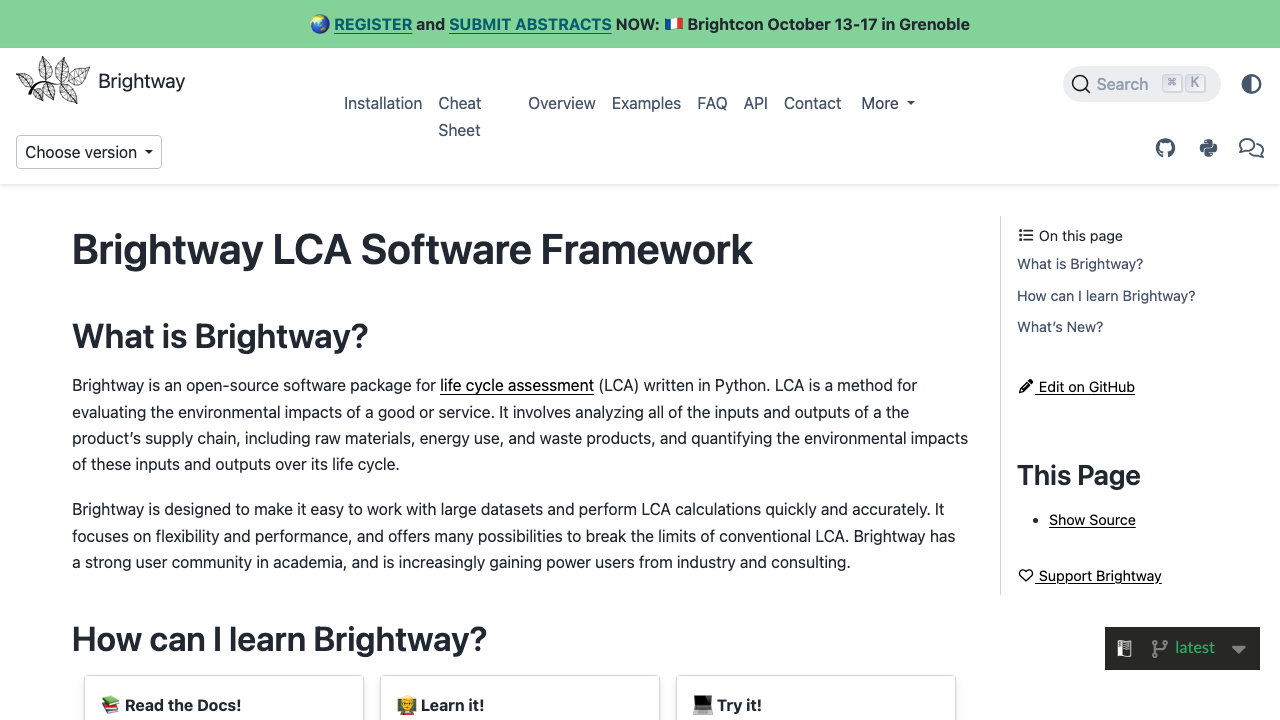 REGISTER and SUBMIT ABSTRACTS NOW: Brightcon October 13-17 in Grenoble
Brightway
Installation
Cheat Sheet
Overview
Examples
FAQ
API
Contact
More
Search ⌘ K
Choose version
Brightway LCA Software Framework
What is Brightway?
Brightway is an open-source software package for life cycle assessment (LCA) written in Python. LCA is a method for
evaluating the environmental impacts of a good or service. It involves analyzing all of the inputs and outputs of a the
product’s supply chain, including raw materials, energy use, and waste products, and quantifying the environmental impacts
of these inputs and outputs over its life cycle.
Brightway is designed to make it easy to work with large datasets and perform LCA calculations quickly and accurately. It
focuses on flexibility and performance, and offers many possibilities to break the limits of conventional LCA. Brightway has
a strong user community in academia, and is increasingly gaining power users from industry and consulting.
How can I learn Brightway?
Read the Docs!
Learn it!
Try it!
On this page
What is Brightway?
How can I learn Brightway?
What’s New?
Edit on GitHub
This Page
Show Source
Support Brightway
latest